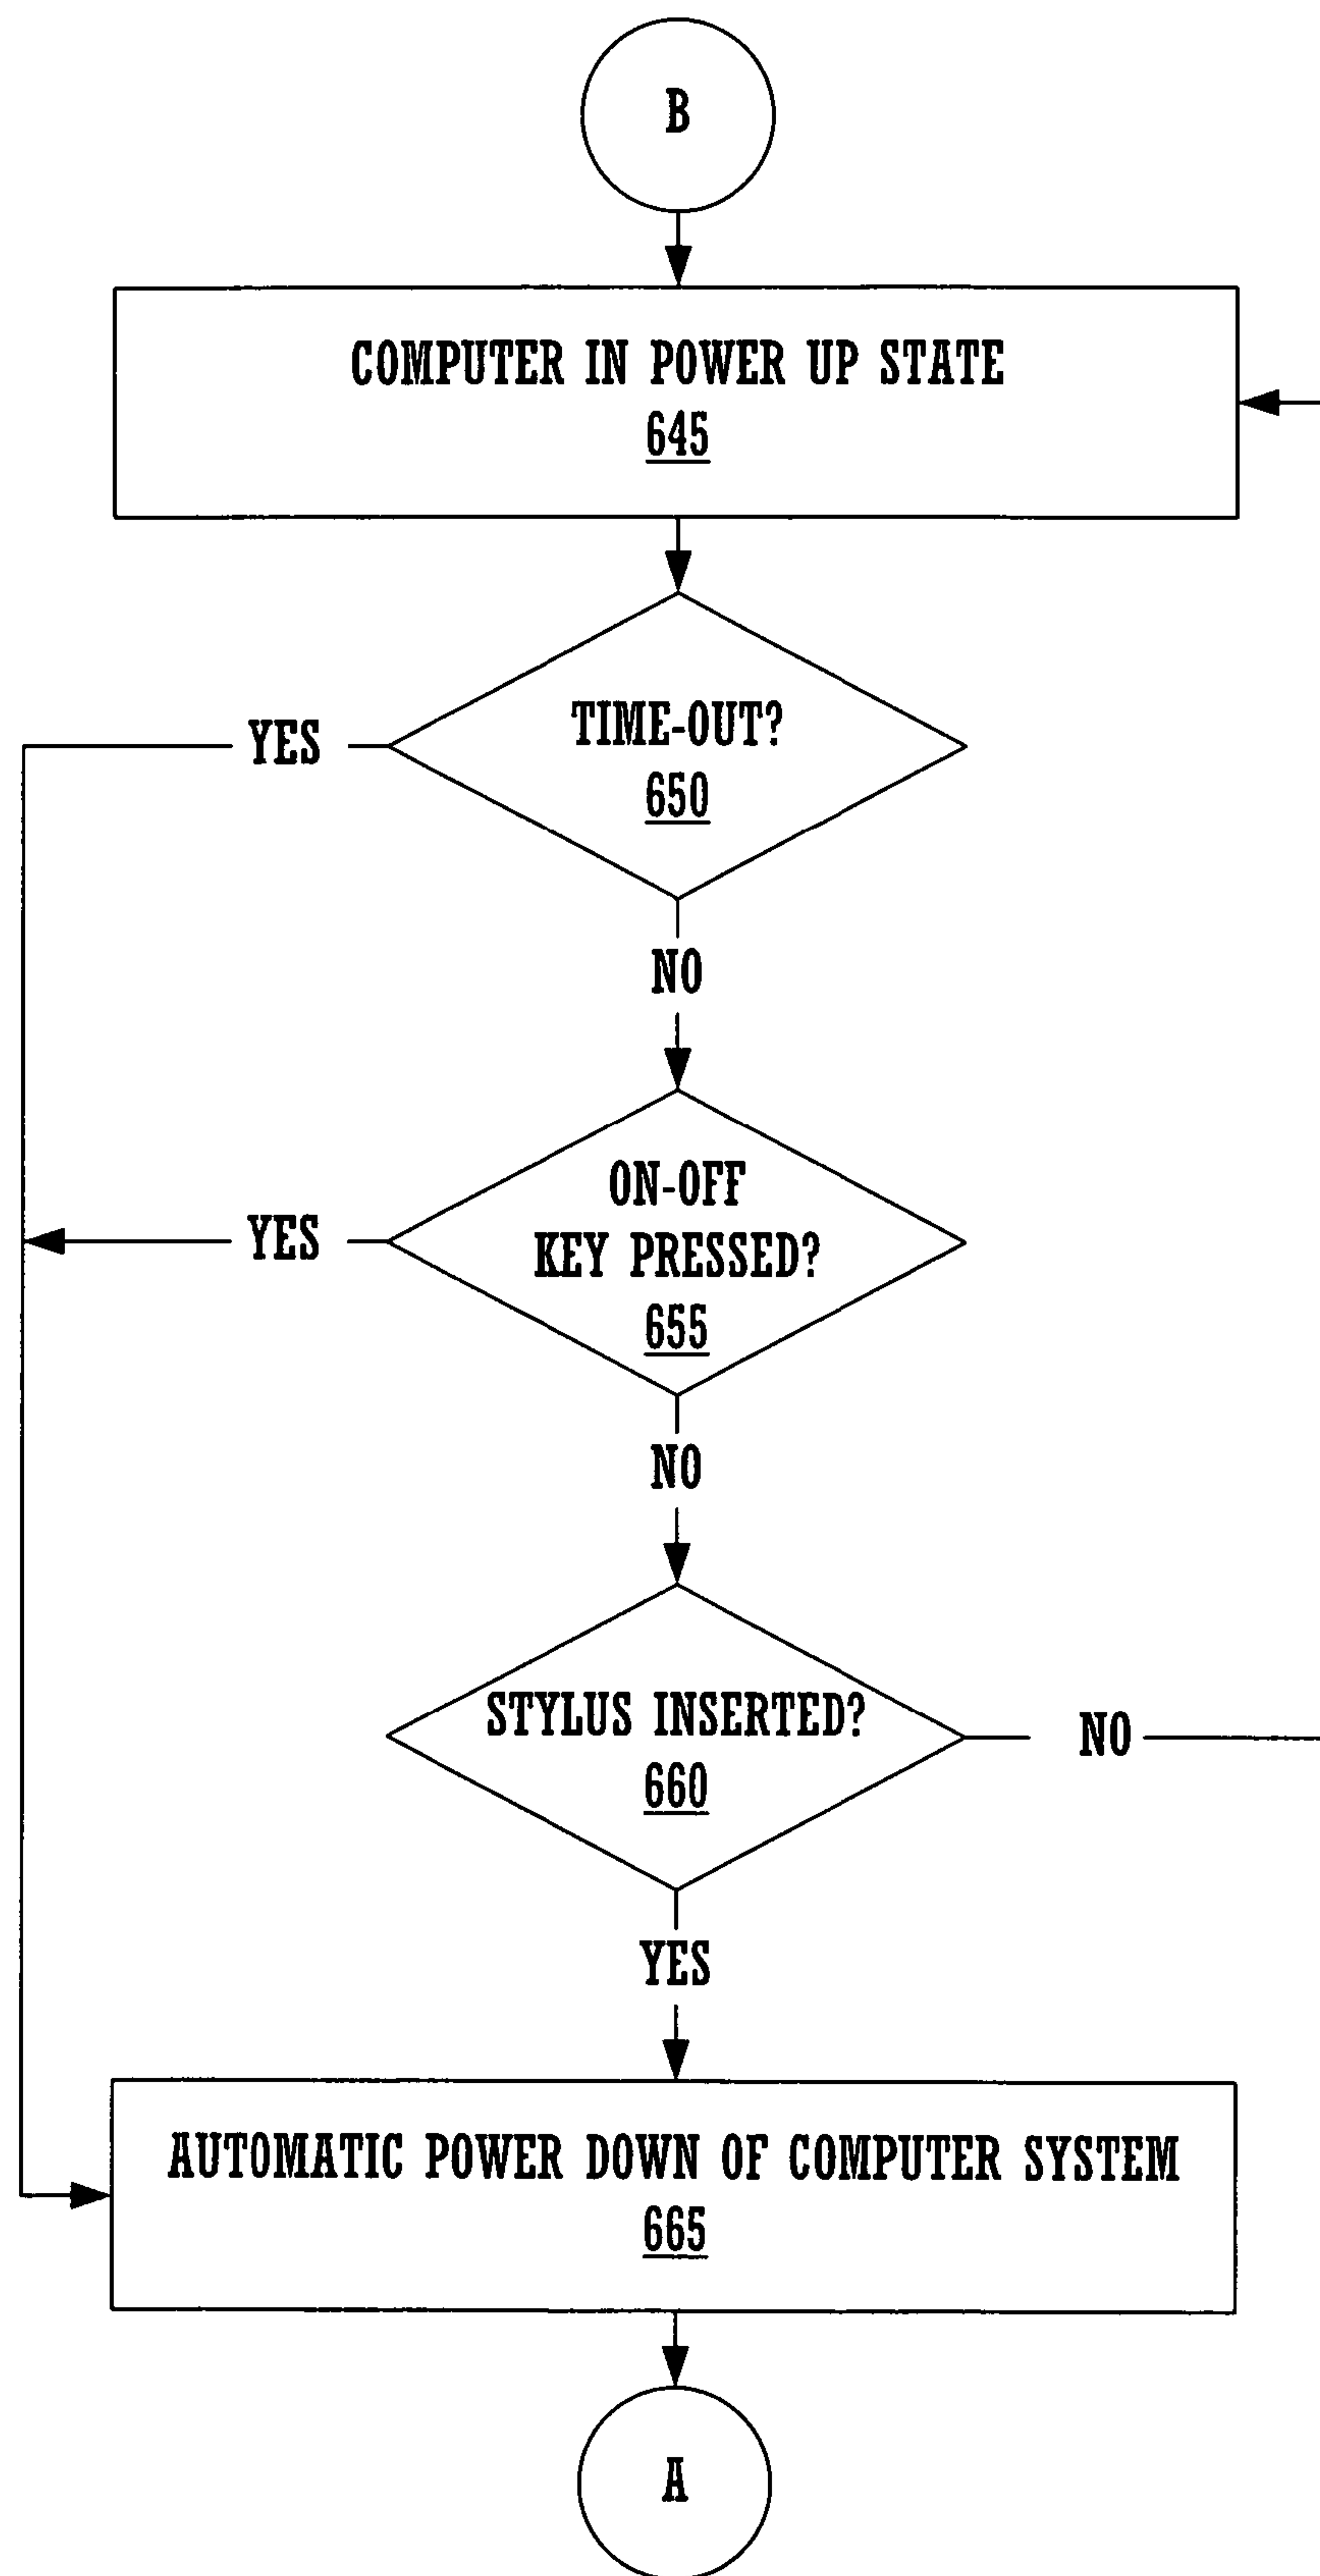 B
COMPUTER IN POWER UP STATE
645
TIME-OUT?
650
YES
NO
ON-OFF
KEY PRESSED?
655
YES
NO
STYLUS INSERTED?
660
NO
YES
AUTOMATIC POWER DOWN OF COMPUTER SYSTEM
665
A